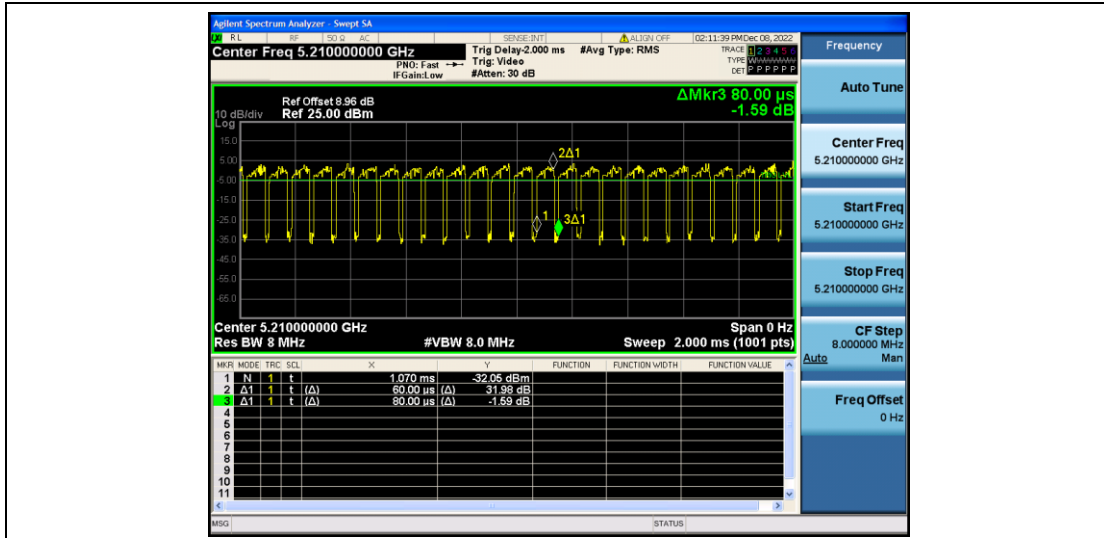 Agilent Spectrum Analyzer - Swept SA
RL RF 50 Ω AC SENSE:INT ALIGN OFF 02:11:39 PM Dec 08, 2022
Center Freq 5.210000000 GHz
PNO: Fast
IFGain:Low
Trig Delay-2.000 ms
Trig: Video
#Atten: 30 dB
#Avg Type: RMS
TRACE 1 2 3 4 5 6
TYPE
DET P P P P P P
ΔMkr3 80.00 µs
-1.59 dB
Ref Offset 8.96 dB
10 dB/div Ref 25.00 dBm
Log
15.0
5.00
-5.00
-15.0
-25.0
-35.0
-45.0
-55.0
-65.0
2Δ1
1
3Δ1
Center 5.210000000 GHz Span 0 Hz
Res BW 8 MHz #VBW 8.0 MHz Sweep 2.000 ms (1001 pts)
MKR MODE TRC SCL X Y FUNCTION FUNCTION WIDTH FUNCTION VALUE
1 N 1 t 1.070 ms -32.05 dBm
2 Δ1 1 t (Δ) 60.00 µs (Δ) 31.98 dB
3 Δ1 1 t (Δ) 80.00 µs (Δ) -1.59 dB
4
5
6
7
8
9
10
11
MSG STATUS
Frequency
Auto Tune
Center Freq
5.210000000 GHz
Start Freq
5.210000000 GHz
Stop Freq
5.210000000 GHz
CF Step
8.000000 MHz
Auto Man
Freq Offset
0 Hz